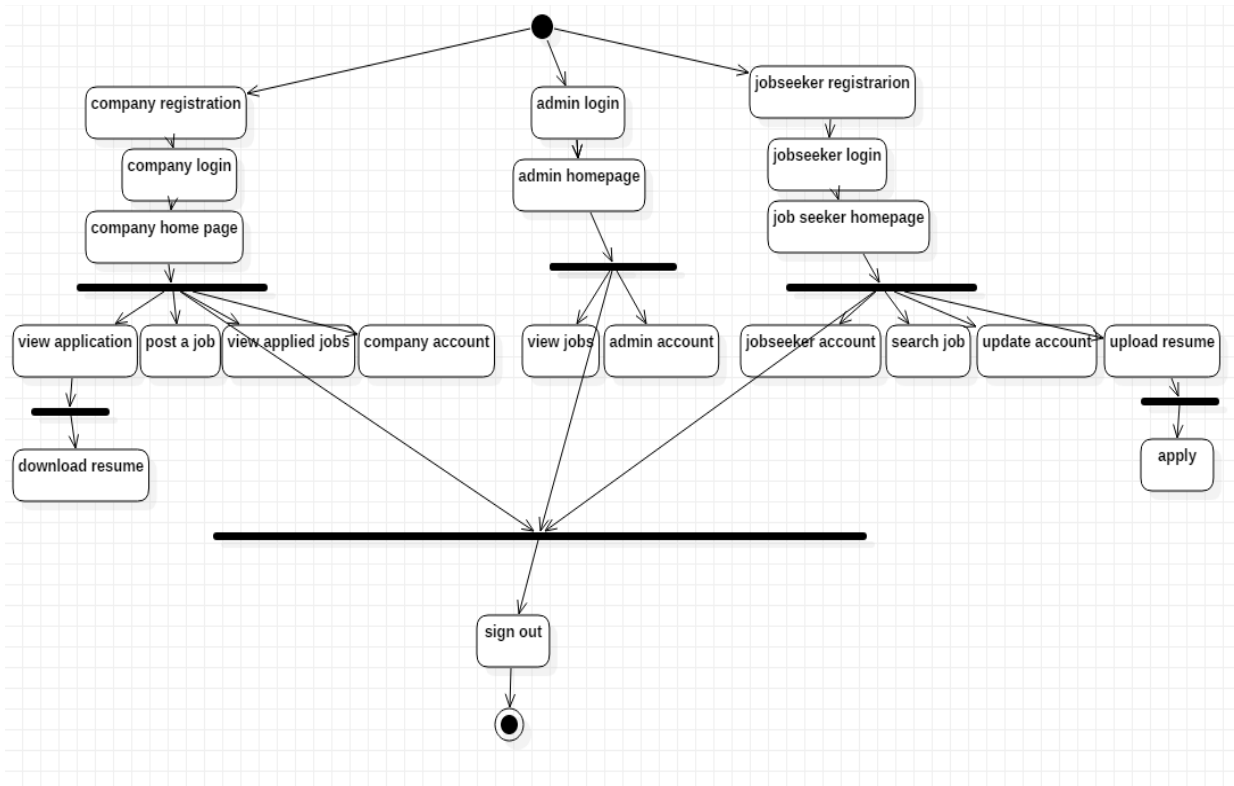 jobseeker registrarion
company registration
admin login
jobseeker login
company login
admin homepage
job seeker homepage
company home page
view application
post a job
view applied jobs
company account
view jobs
admin account
jobseeker account
search job
update account
upload resume
download resume
apply
sign out